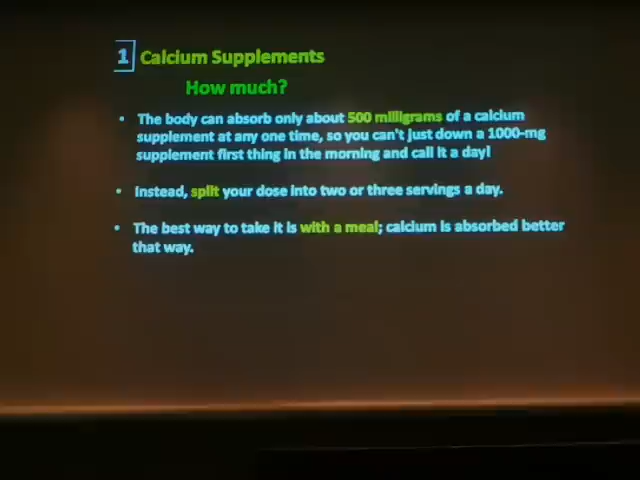 1 Calcium Supplements
How much?
• The body can absorb only about 500 milligrams of a calcium
supplement at any one time, so you can't just down a 1000-mg
supplement first thing in the morning and call it a day!
• Instead, split your dose into two or three servings a day.
• The best way to take it is with a meal; calcium is absorbed better
that way.